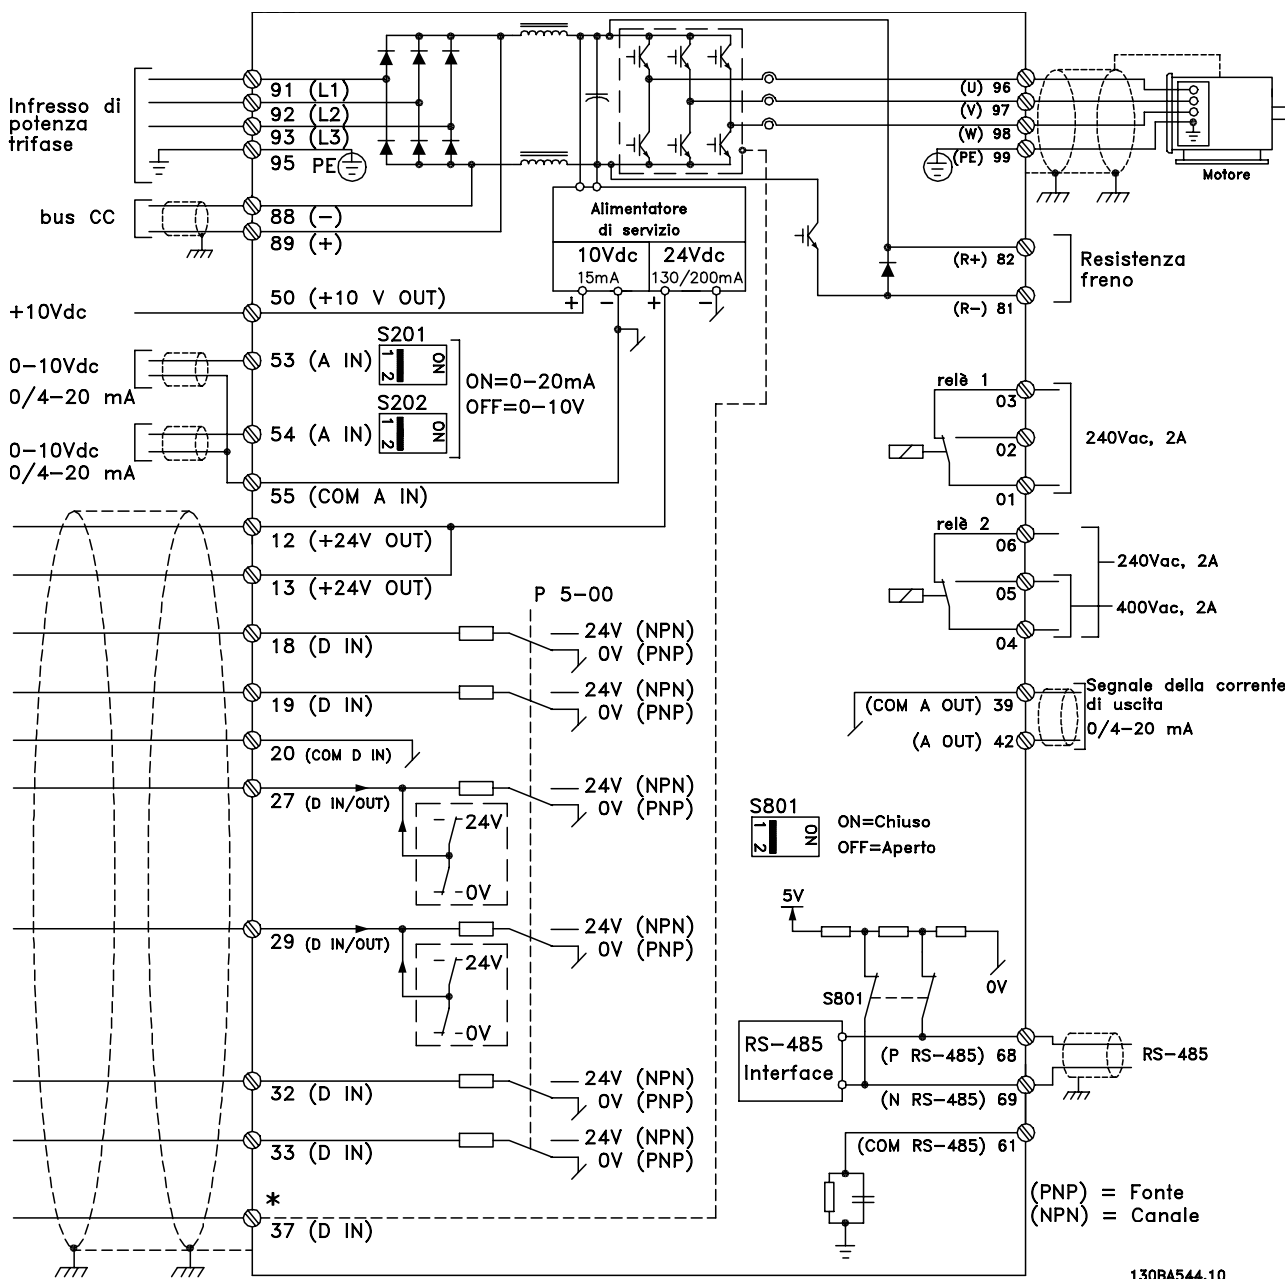 Infresso di
potenza
trifase
91 (L1)
92 (L2)
93 (L3)
95 PE
bus CC
88 (−)
89 (+)
+10Vdc
50 (+10 V OUT)
0−10Vdc
0/4−20 mA
53 (A IN)
S201
1 2
ON
ON=0−20mA
OFF=0−10V
S202
1 2
ON
0−10Vdc
0/4−20 mA
54 (A IN)
55 (COM A IN)
12 (+24V OUT)
13 (+24V OUT)
P 5-00
18 (D IN)
24V (NPN)
0V (PNP)
19 (D IN)
24V (NPN)
0V (PNP)
20 (COM D IN)
27 (D IN/OUT)
24V (NPN)
0V (PNP)
24V
0V
29 (D IN/OUT)
24V (NPN)
0V (PNP)
24V
0V
32 (D IN)
24V (NPN)
0V (PNP)
33 (D IN)
24V (NPN)
0V (PNP)
*
37 (D IN)
Alimentatore
di servizio
10Vdc
15mA
24Vdc
130/200mA
+ − + −
(U) 96
(V) 97
(W) 98
(PE) 99
Motore
(R+) 82
Resistenza
freno
(R−) 81
relè 1
03
02
240Vac, 2A
01
relè 2
06
240Vac, 2A
05
400Vac, 2A
04
(COM A OUT) 39
Segnale della corrente
di uscita
0/4−20 mA
(A OUT) 42
S801
1 2
ON
ON=Chiuso
OFF=Aperto
5V
0V
S801
RS-485
Interface
(P RS-485) 68
RS-485
(N RS-485) 69
(COM RS-485) 61
(PNP) = Fonte
(NPN) = Canale
130BA544.10